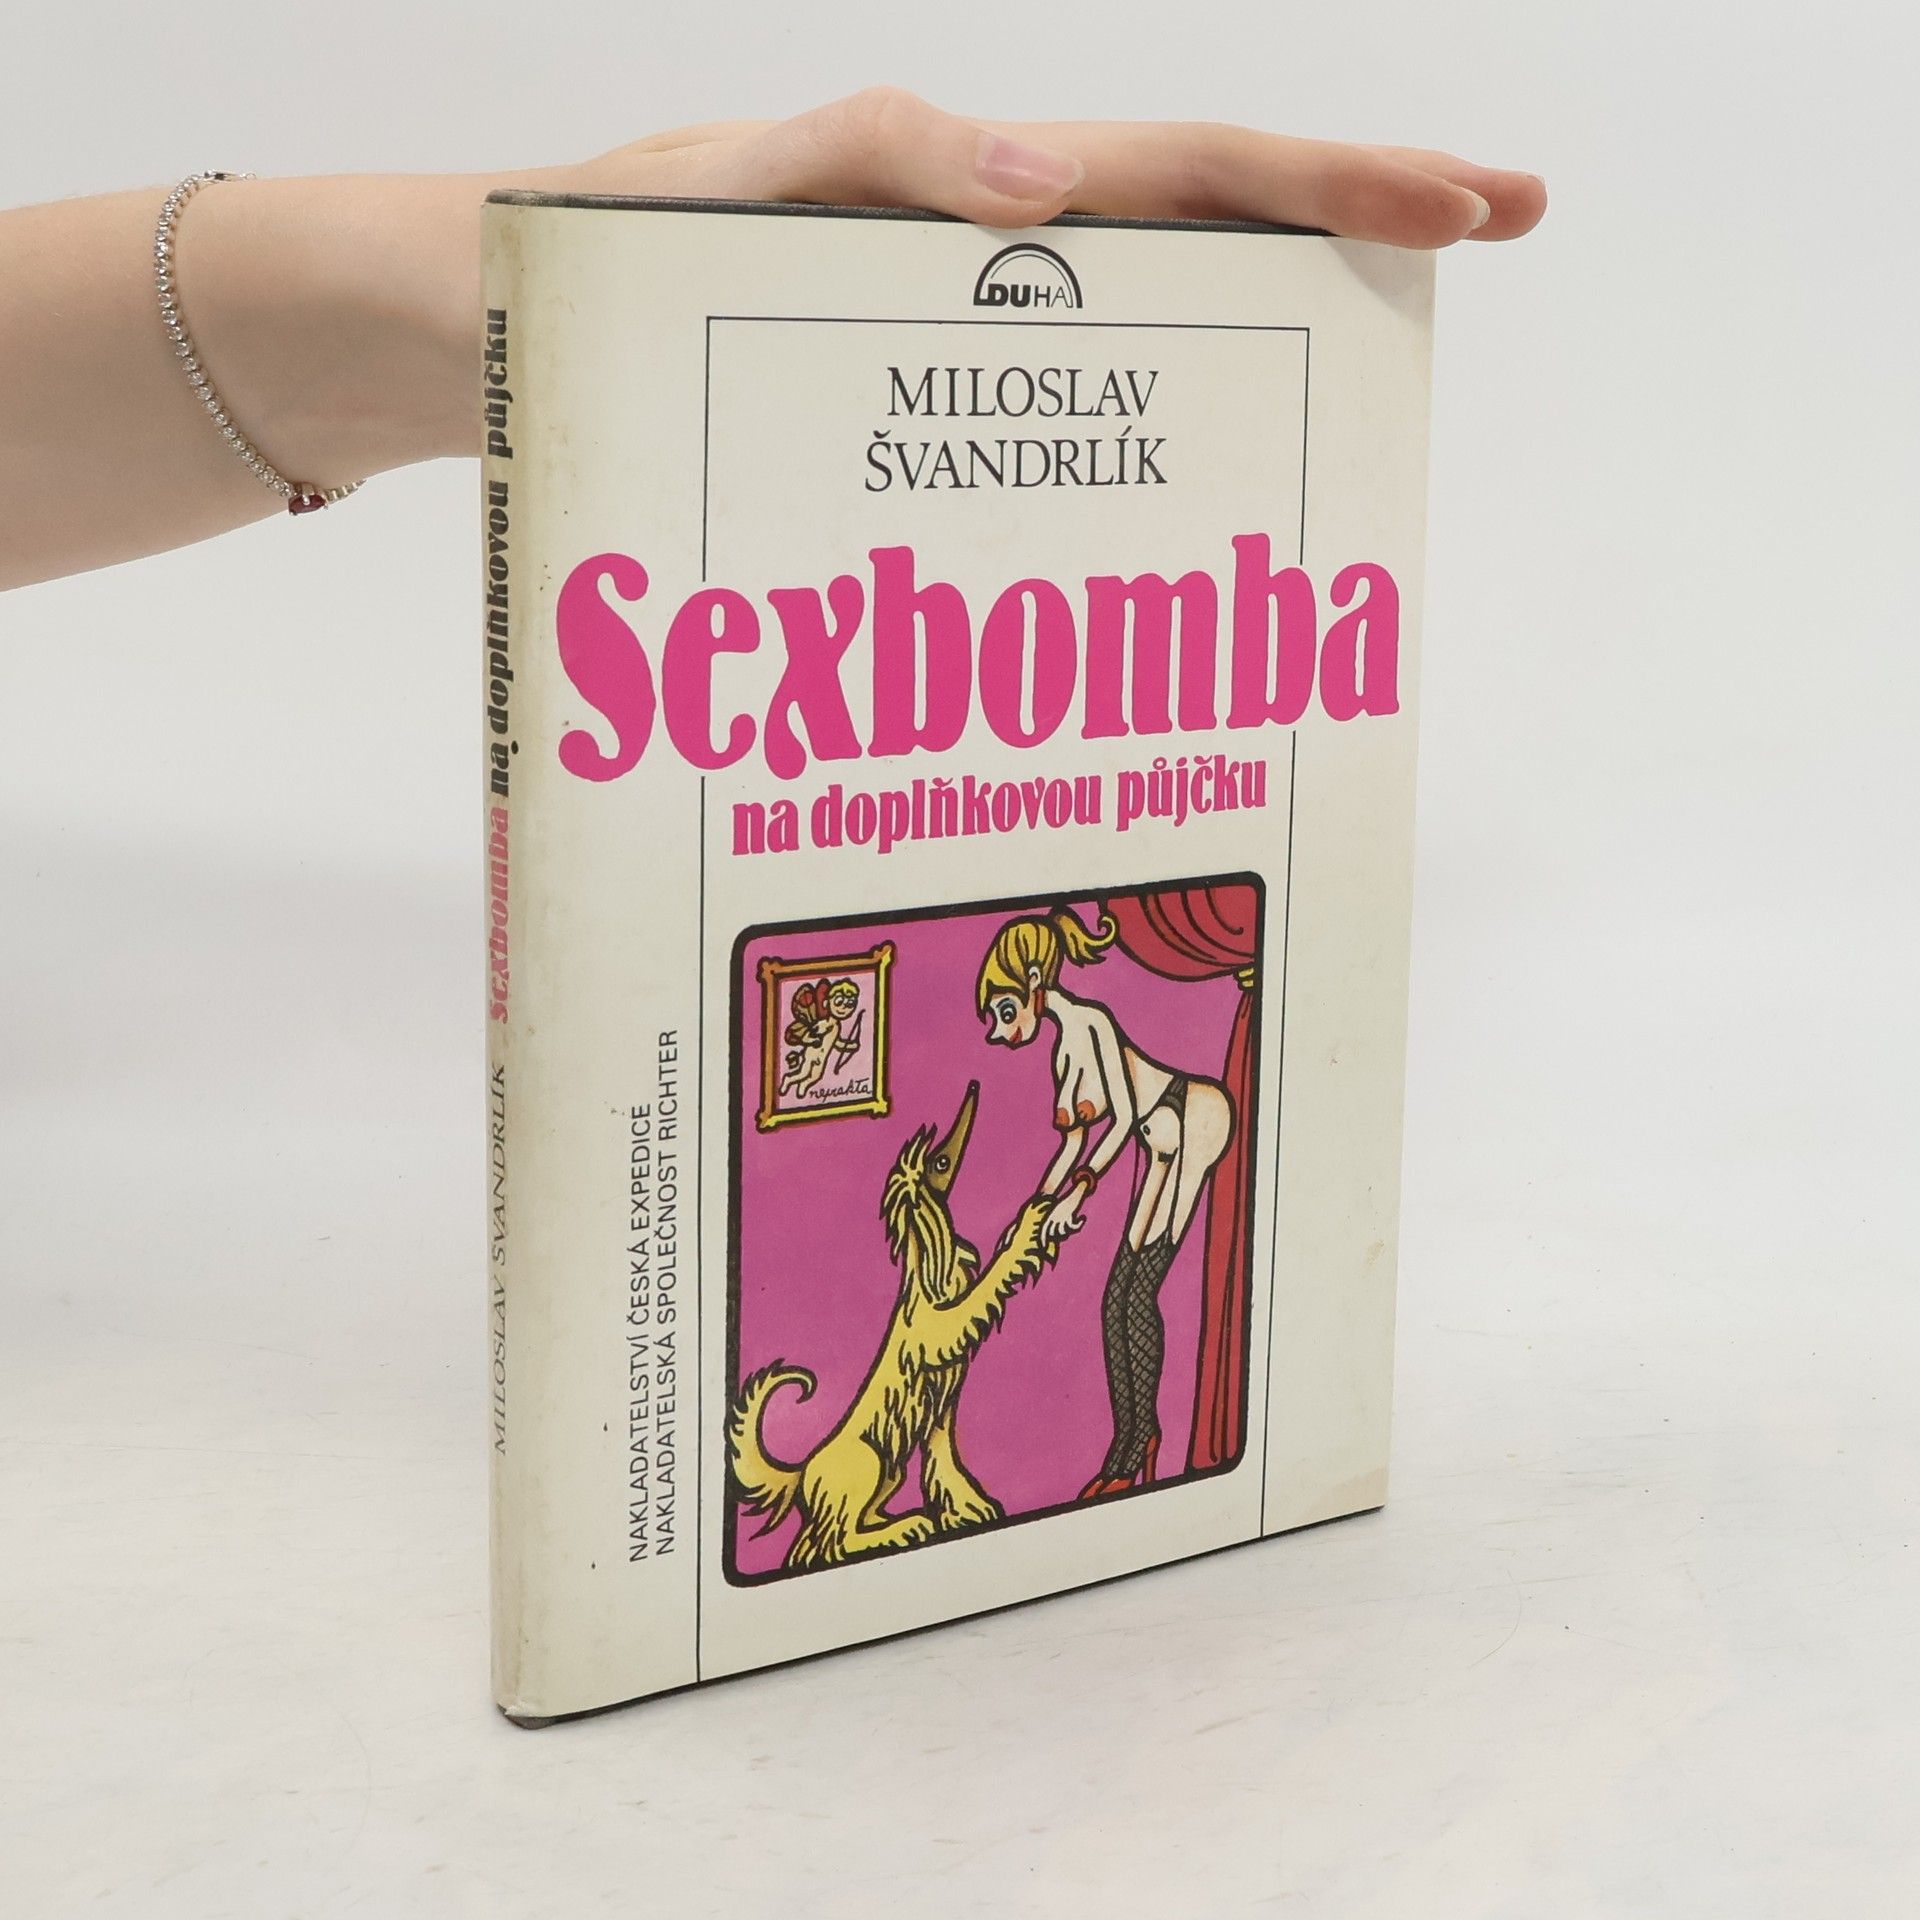 DUHA
MILOSLAV
ŠVANDRLÍK
Sexbomba
na doplňkovou půjčku
neprakta
NAKLADATELSTVÍ ČESKÁ EXPEDICE
NAKLADATELSKÁ SPOLEČNOST RICHTER
MILOSLAV ŠVANDRLÍK Sexbomba na doplňkovou půjčku